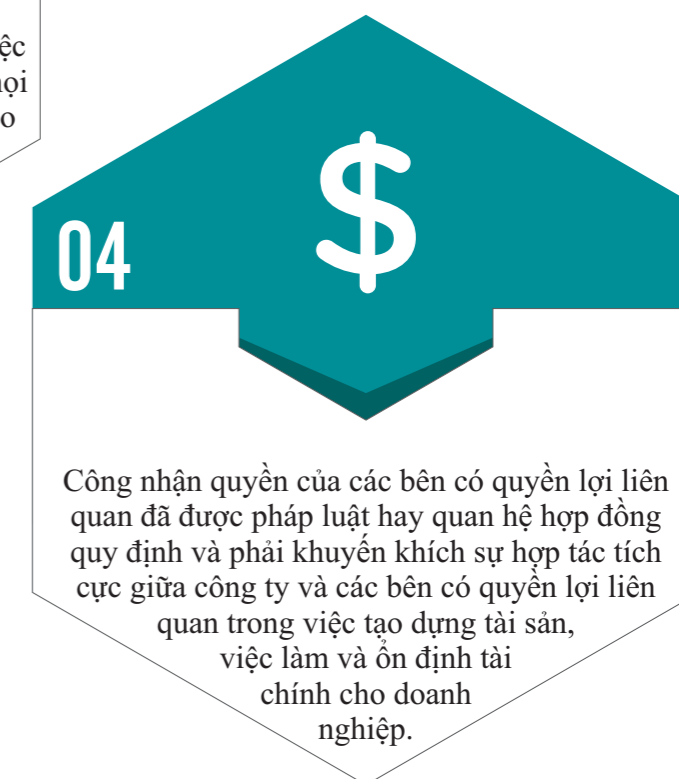 04
$
Công nhận quyền của các bên có quyền lợi liên
quan đã được pháp luật hay quan hệ hợp đồng
quy định và phải khuyến khích sự hợp tác tích
cực giữa công ty và các bên có quyền lợi liên
quan trong việc tạo dựng tài sản,
việc làm và ổn định tài
chính cho doanh
nghiệp.